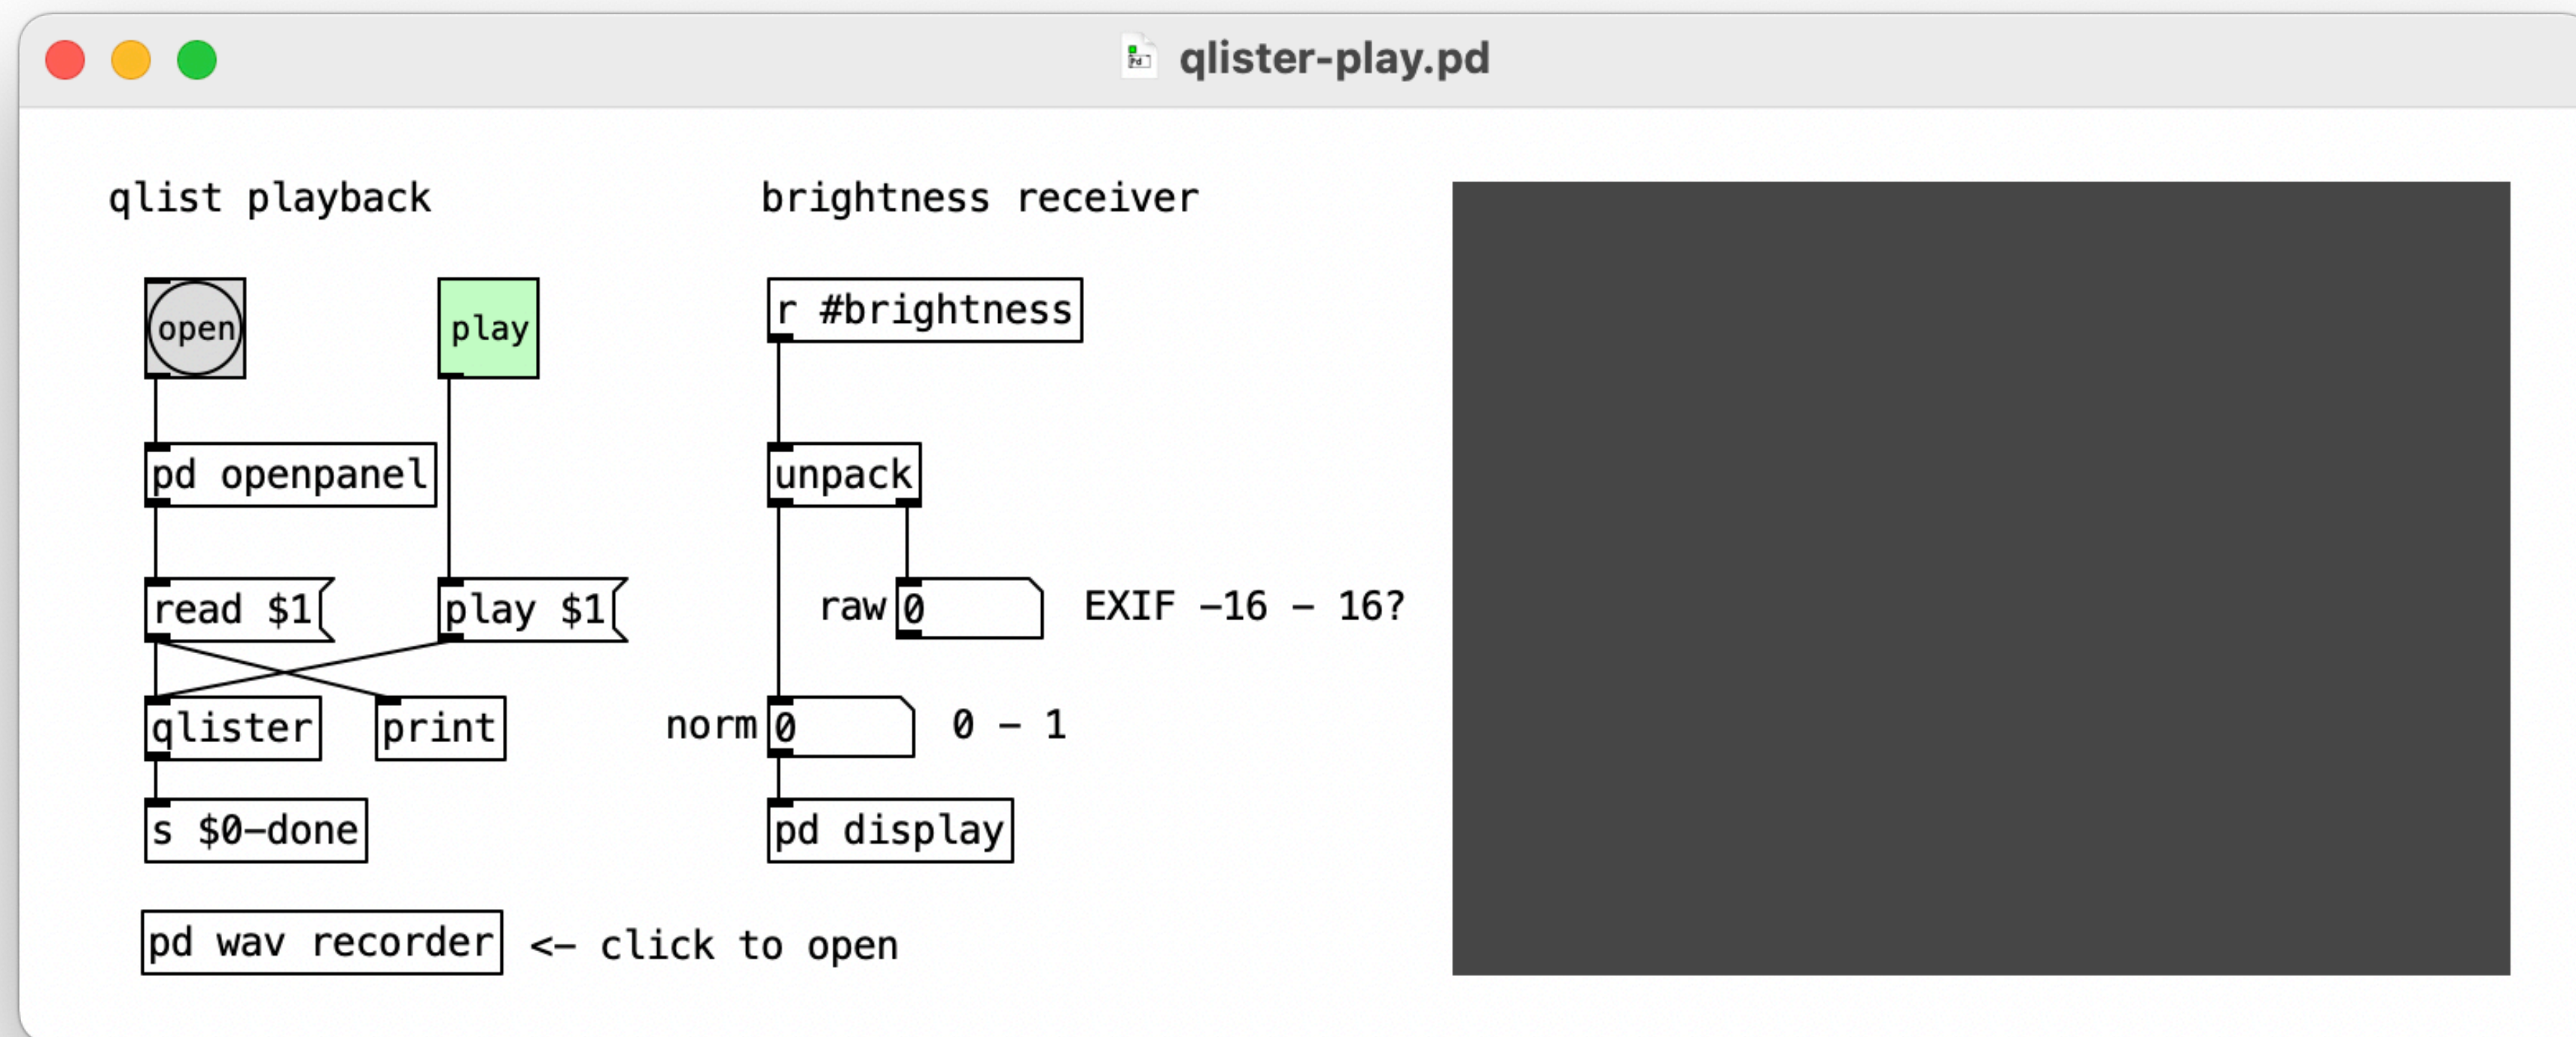 qlister-play.pd
qlist playback
brightness receiver
open
play
r #brightness
pd openpanel
unpack
read $1
play $1
raw
0
EXIF -16 - 16?
qlister
print
norm
0
0 - 1
s $0-done
pd display
pd wav recorder
<- click to open